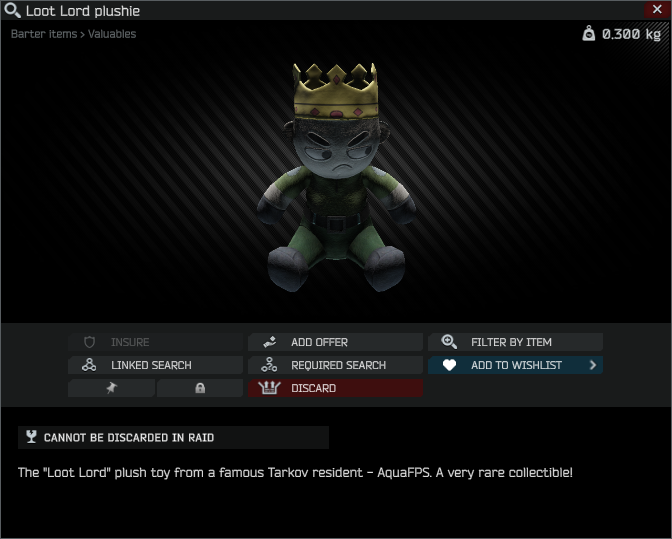 Loot Lord plushie
Barter items > Valuables
0.300 kg
INSURE
ADD OFFER
FILTER BY ITEM
LINKED SEARCH
REQUIRED SEARCH
ADD TO WISHLIST
DISCARD
CANNOT BE DISCARDED IN RAID
The "Loot Lord" plush toy from a famous Tarkov resident - AquaFPS. A very rare collectible!